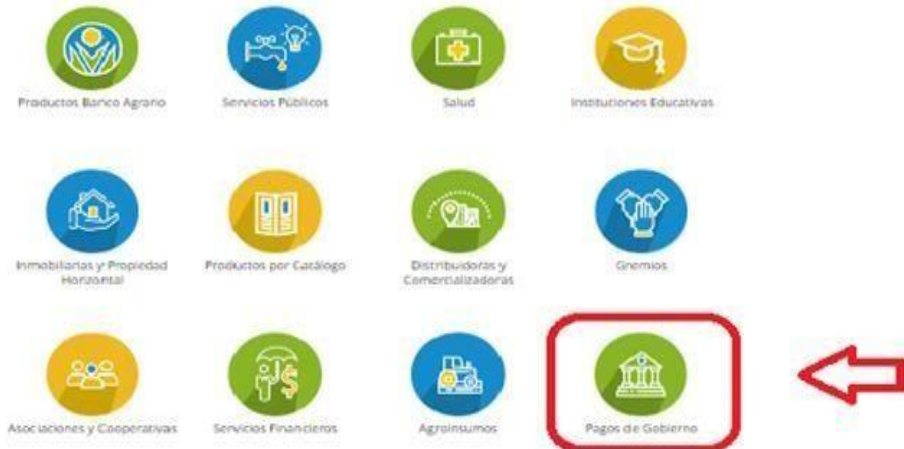 Productos Banco Agrario
Servicios Públicos
Salud
Instituciones Educativas
Inmobiliarias y Propiedad
Horizontal
Productos por Catálogo
Distribuidoras y
Comercializadoras
Gremios
Asociaciones y Cooperativas
Servicios Financieros
Agroinsumos
Pagos de Gobierno